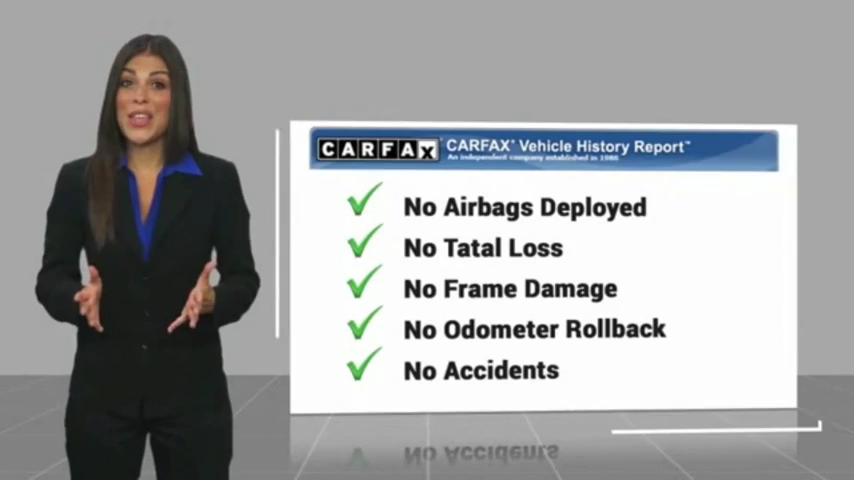 CARFAX CARFAX® Vehicle History Report™
An independent company established in 1986
No Airbags Deployed
No Tatal Loss
No Frame Damage
No Odometer Rollback
No Accidents
No Accidents